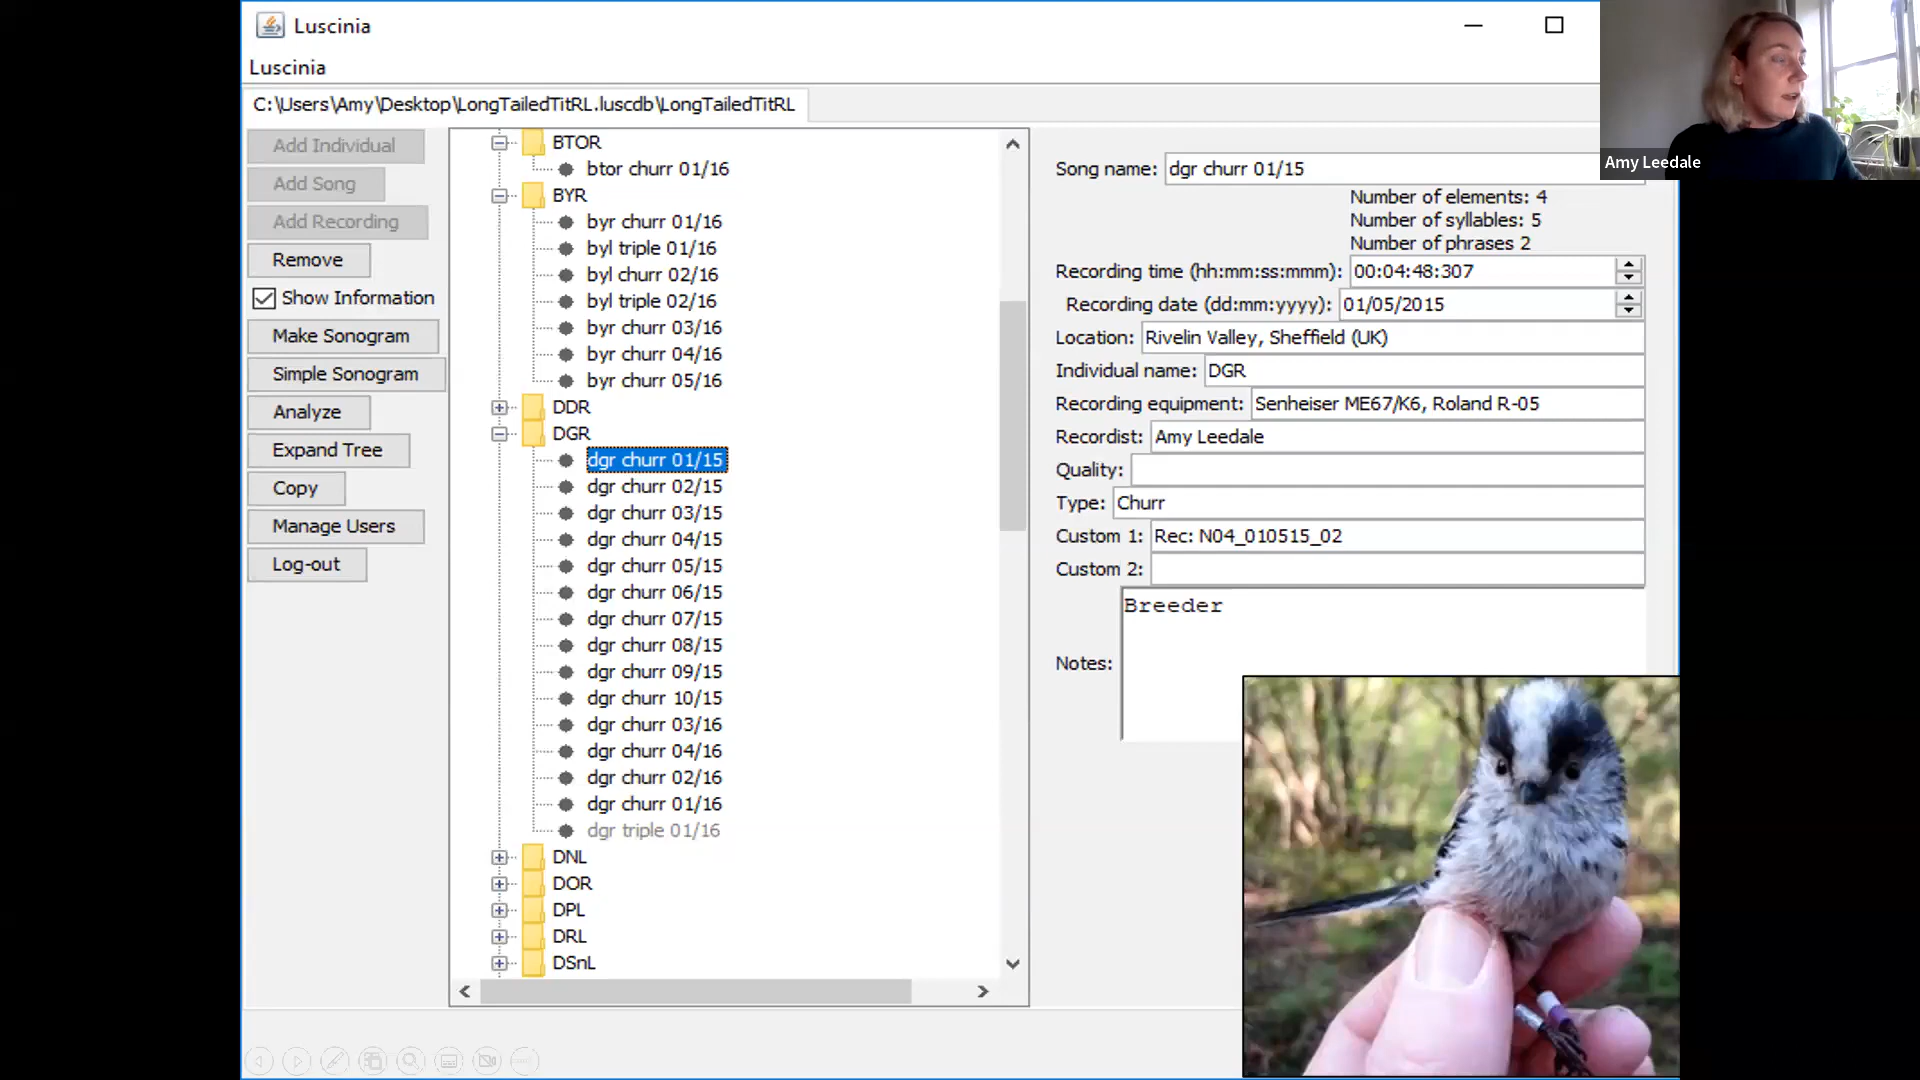 Luscinia
Luscinia
C:\Users\Amy\Desktop\LongTailedTitRL.luscdb\LongTailedTitRL
Add Individual
Add Song
Add Recording
Remove
Show Information
Make Sonogram
Simple Sonogram
Analyze
Expand Tree
Copy
Manage Users
Log-out
BTOR
btor churr 01/16
BYR
byr churr 01/16
byl triple 01/16
byl churr 02/16
byl triple 02/16
byr churr 03/16
byr churr 04/16
byr churr 05/16
DDR
DGR
dgr churr 01/15
dgr churr 02/15
dgr churr 03/15
dgr churr 04/15
dgr churr 05/15
dgr churr 06/15
dgr churr 07/15
dgr churr 08/15
dgr churr 09/15
dgr churr 10/15
dgr churr 03/16
dgr churr 04/16
dgr churr 02/16
dgr churr 01/16
dgr triple 01/16
DNL
DOR
DPL
DRL
DSnL
Song name: dgr churr 01/15
Number of elements: 4
Number of syllables: 5
Number of phrases 2
Recording time (hh:mm:ss:mmm): 00:04:48:307
Recording date (dd:mm:yyyy): 01/05/2015
Location: Rivelin Valley, Sheffield (UK)
Individual name: DGR
Recording equipment: Senheiser ME67/K6, Roland R-05
Recordist: Amy Leedale
Quality:
Type: Churr
Custom 1: Rec: N04_010515_02
Custom 2:
Notes: Breeder
Amy Leedale